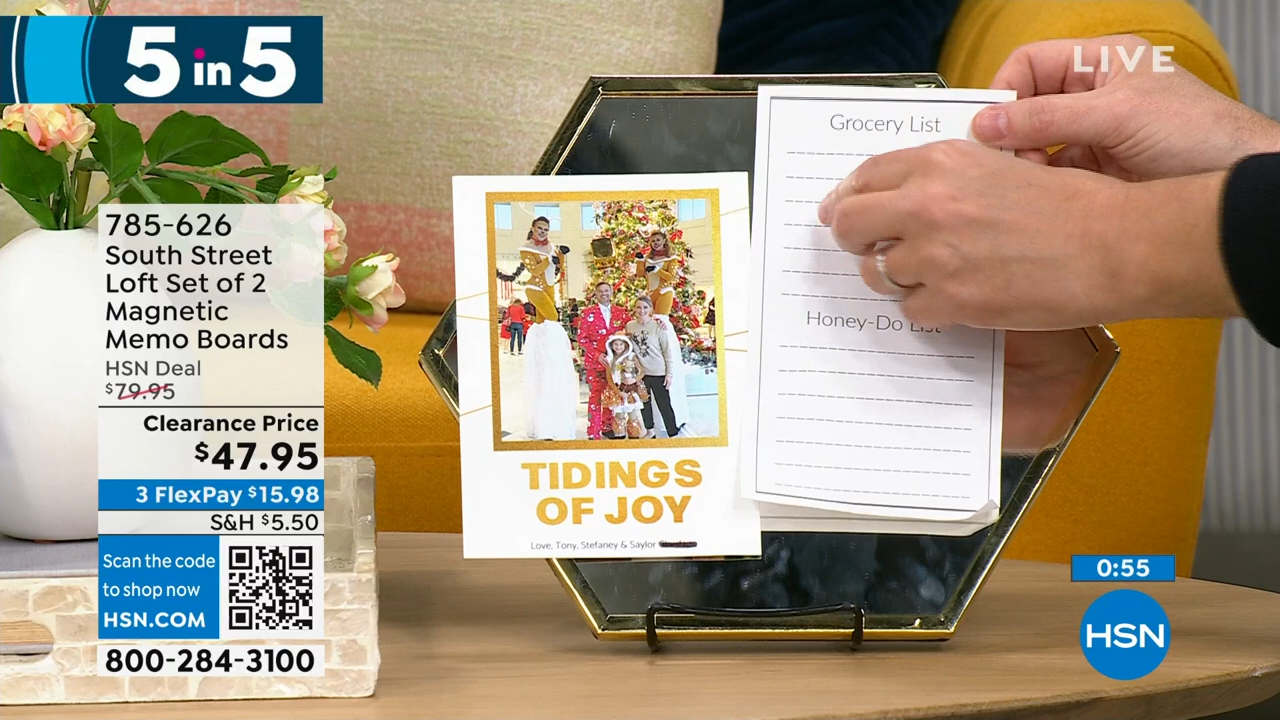 5 in 5
LIVE
785-626
South Street
Loft Set of 2
Magnetic
Memo Boards
HSN Deal
$79.95
Clearance Price
$47.95
3 FlexPay $15.98
S&H $5.50
Scan the code
to shop now
HSN.COM
800-284-3100
TIDINGS
OF JOY
Love, Tony, Stefaney & Saylor
Grocery List
Honey-Do List
0:55
HSN